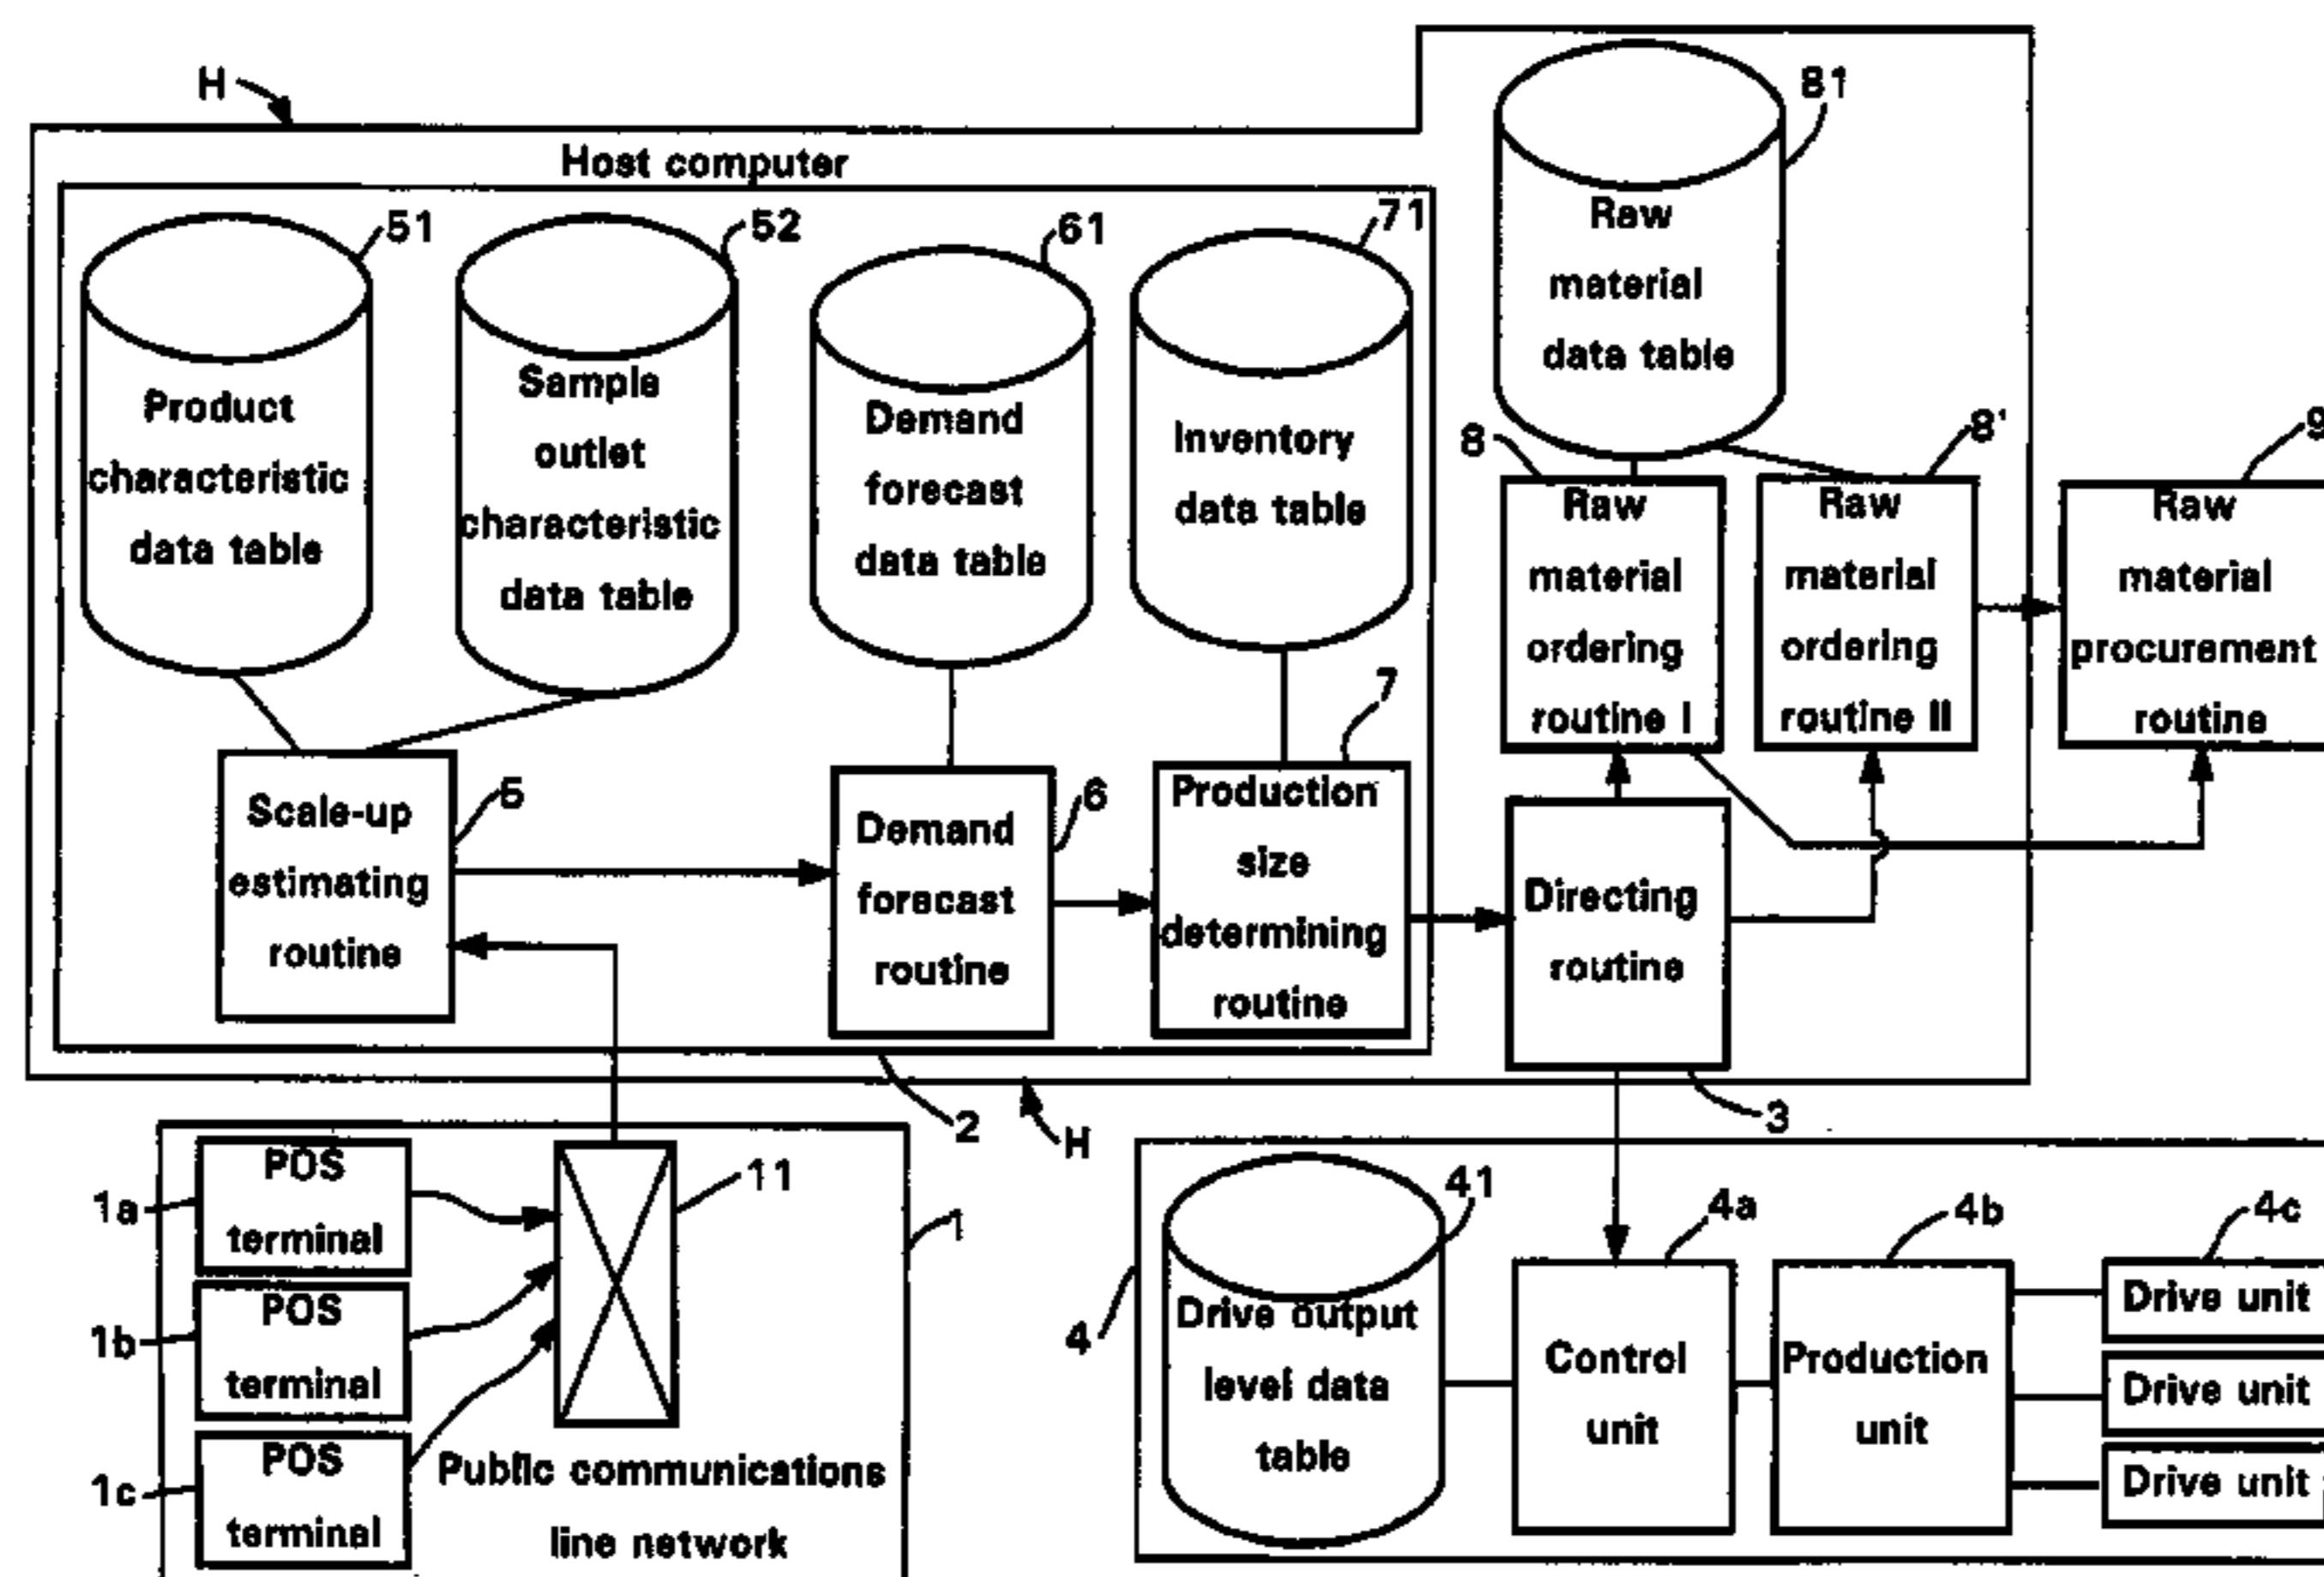 H
Host computer
51
Product
characteristic
data table
52
Sample
outlet
characteristic
data table
61
Demand
forecast
data table
71
Inventory
data table
81
Raw
material
data table
8
Raw
material
ordering
routine I
8'
Raw
material
ordering
routine II
9
Raw
material
procurement
routine
5
Scale-up
estimating
routine
6
Demand
forecast
routine
7
Production
size
determining
routine
Directing
routine
2
H
3
1a
POS
terminal
1b
POS
terminal
1c
POS
terminal
11
1
Public communications
line network
4
41
Drive output
level data
table
4a
Control
unit
4b
Production
unit
4c
Drive unit
Drive unit
Drive unit